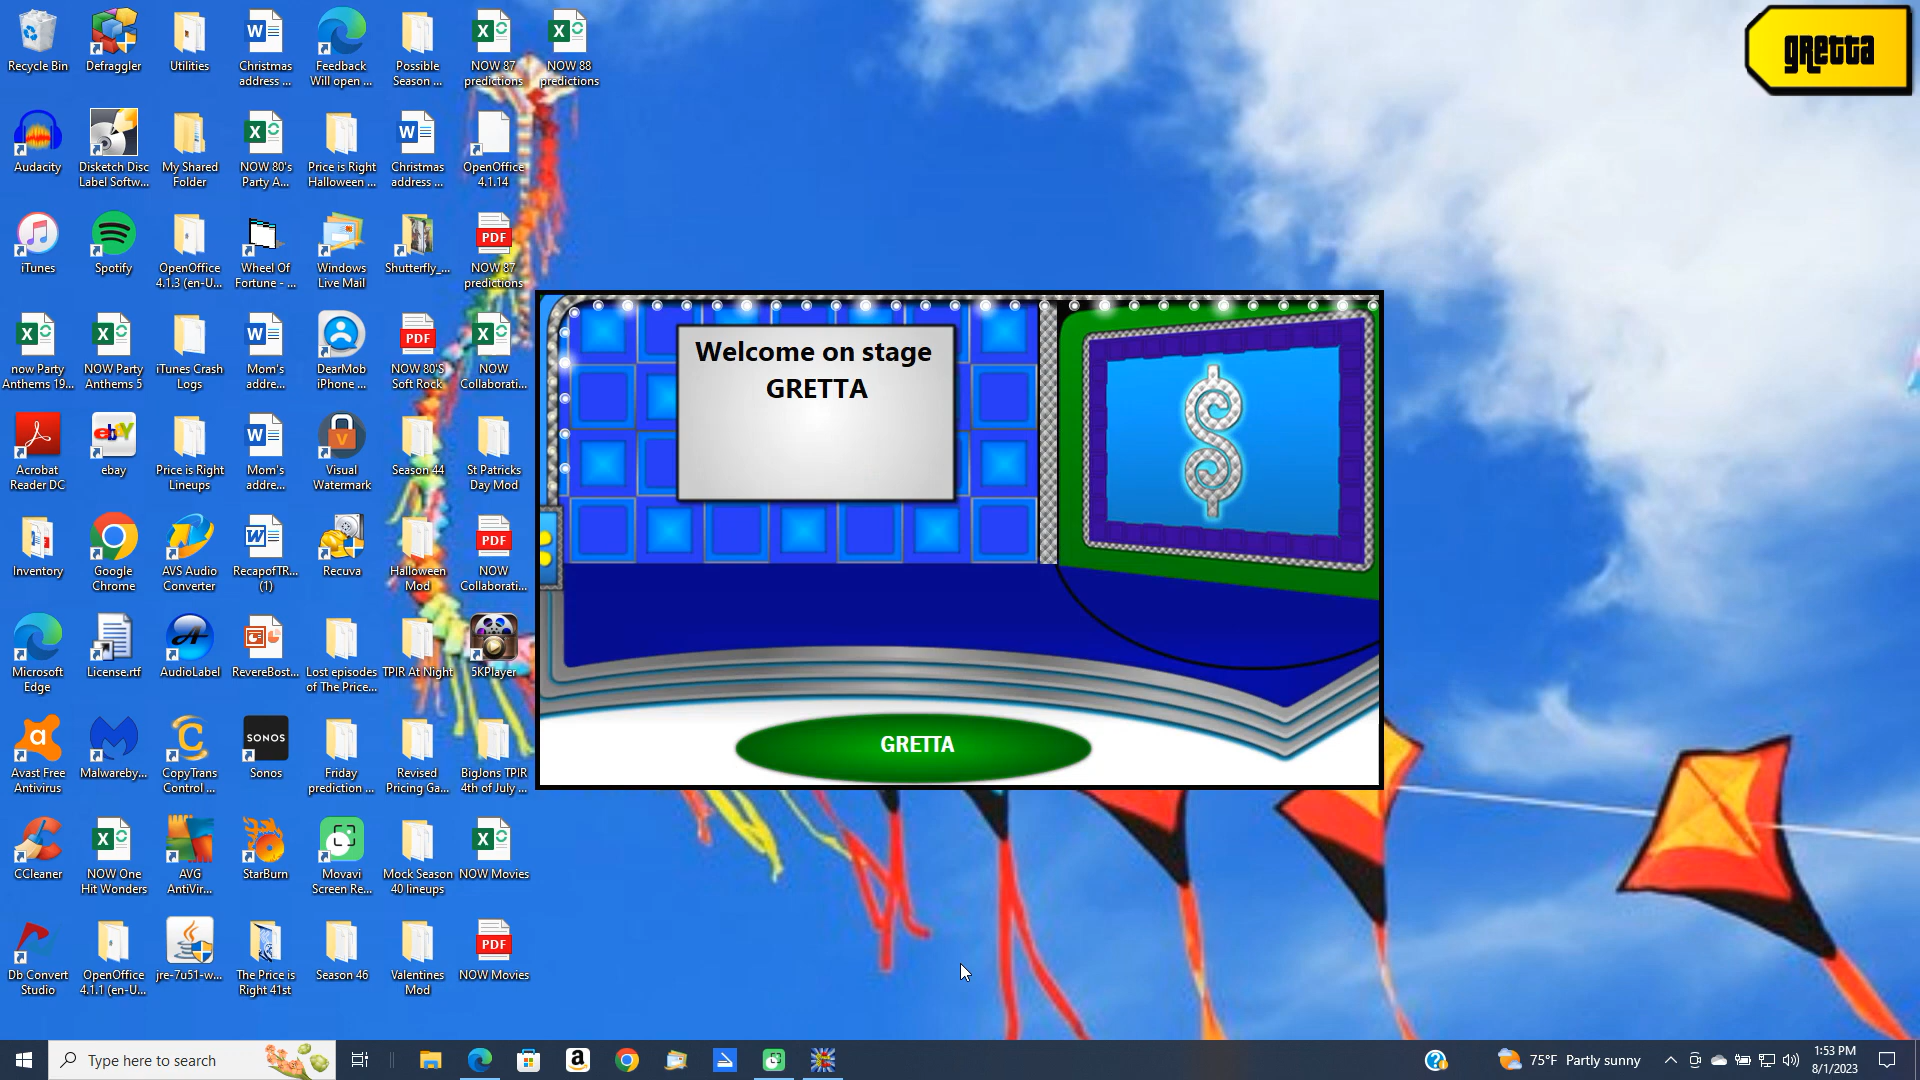 Recycle Bin
Defraggler
Utilities
Christmas
address ...
Feedback
Will open ...
Possible
Season ...
NOW 87
predictions
NOW 88
predictions
gretta
Audacity
Disketch Disc
Label Softw...
My Shared
Folder
NOW 80's
Party A...
Price is Right
Halloween ...
Christmas
address ...
OpenOffice
4.1.14
iTunes
Spotify
OpenOffice
4.1.3 (en-U...
Wheel Of
Fortune - ...
Windows
Live Mail
Shutterfly_...
PDF
NOW 87
predictions
now Party
Anthems 19...
NOW Party
Anthems 5
iTunes Crash
Logs
Mom's
addre...
DearMob
iPhone ...
PDF
NOW 80'S
Soft Rock
NOW
Collaborati...
Welcome on stage
GRETTA
Acrobat
Reader DC
ebay
ebay
Price is Right
Lineups
Mom's
addre...
Visual
Watermark
Season 44
St Patricks
Day Mod
Inventory
Google
Chrome
AVS Audio
Converter
RecapofTR...
(1)
Recuva
Halloween
Mod
PDF
NOW
Collaborati...
Microsoft
Edge
License.rtf
AudioLabel
RevereBost...
Lost episodes
of The Price...
TPIR At Night
5KPlayer
Avast Free
Antivirus
Malwareby...
CopyTrans
Control ...
SONOS
Sonos
Friday
prediction ...
Revised
Pricing Ga...
BigJons TPIR
4th of July ...
GRETTA
CCleaner
NOW One
Hit Wonders
AVG
AntiVir...
StarBurn
Movavi
Screen Re...
Mock Season
40 lineups
NOW Movies
Db Convert
Studio
OpenOffice
4.1.1 (en-U...
jre-7u51-w...
The Price is
Right 41st
Season 46
Valentines
Mod
PDF
NOW Movies
Type here to search
75°F Partly sunny
1:53 PM
8/1/2023